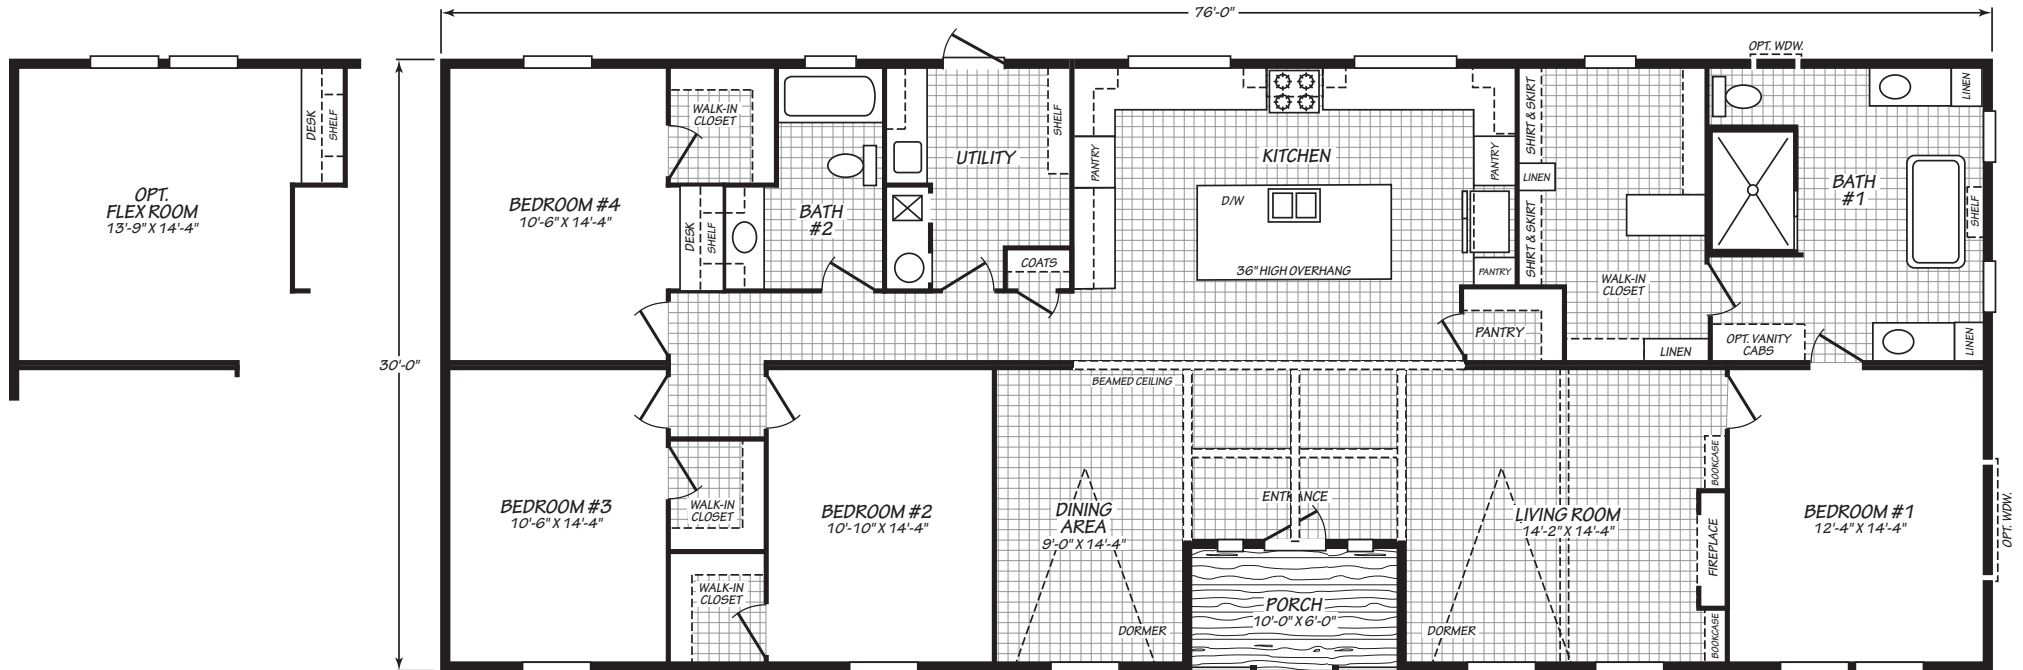 76'-0"
OPT. WDW.
DESK
SHELF
OPT.
FLEX ROOM
13'-9" X 14'-4"
30'-0"
BEDROOM #4
10'-6" X 14'-4"
WALK-IN
CLOSET
DESK
SHELF
BATH
#2
UTILITY
SHELF
COATS
PANTRY
KITCHEN
D/W
36" HIGH OVERHANG
PANTRY
PANTRY
PANTRY
SHIRT & SKIRT
LINEN
SHIRT & SKIRT
WALK-IN
CLOSET
LINEN
BATH
#1
LINEN
SHELF
OPT. VANITY
CABS
LINEN
BEDROOM #3
10'-6" X 14'-4"
WALK-IN
CLOSET
WALK-IN
CLOSET
BEDROOM #2
10'-10" X 14'-4"
BEAMED CEILING
DINING
AREA
9'-0" X 14'-4"
DORMER
ENTRANCE
PORCH
10'-0" X 6'-0"
LIVING ROOM
14'-2" X 14'-4"
DORMER
BOOKCASE
FIREPLACE
BOOKCASE
BEDROOM #1
12'-4" X 14'-4"
OPT. WDW.